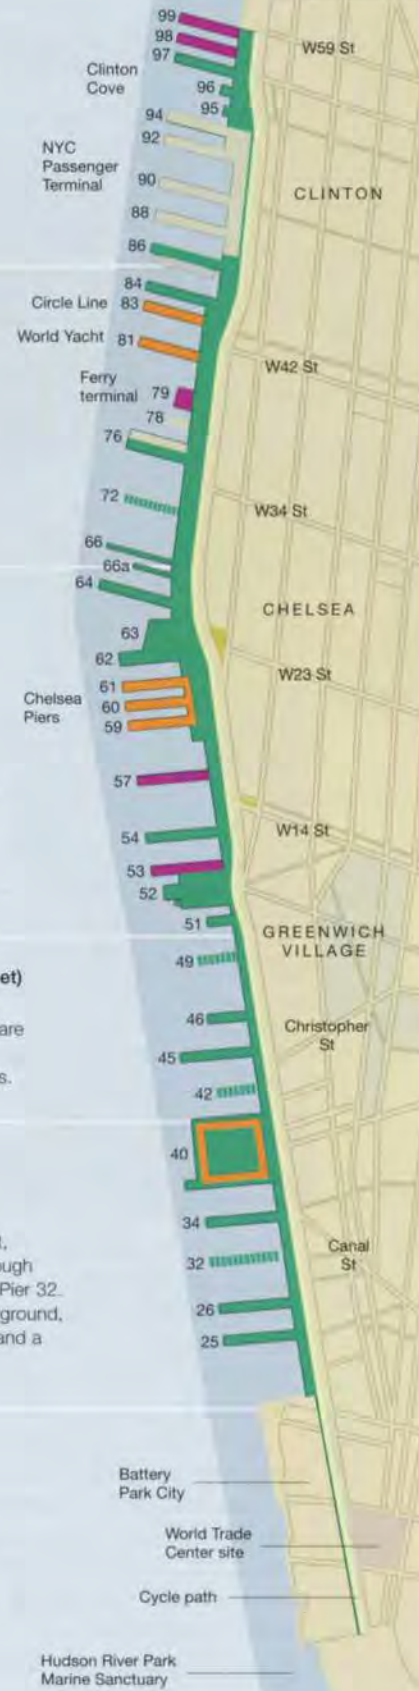 99
98
W59 St
97
Clinton
Cove
96
95
94
NYC
Passenger
Terminal
92
90
CLINTON
88
86
84
Circle Line
83
World Yacht
81
W42 St
Ferry
terminal
79
78
76
72
W34 St
66
66a
64
CHELSEA
63
62
W23 St
61
Chelsea
Piers
60
59
57
54
W14 St
53
52
51
GREENWICH
VILLAGE
49
et)
46
are
Christopher
St
45
s.
42
40
34
Canal
St
ough
32
Pier 32.
26
ground,
25
and a
Battery
Park City
World Trade
Center site
Cycle path
Hudson River Park
Marine Sanctuary